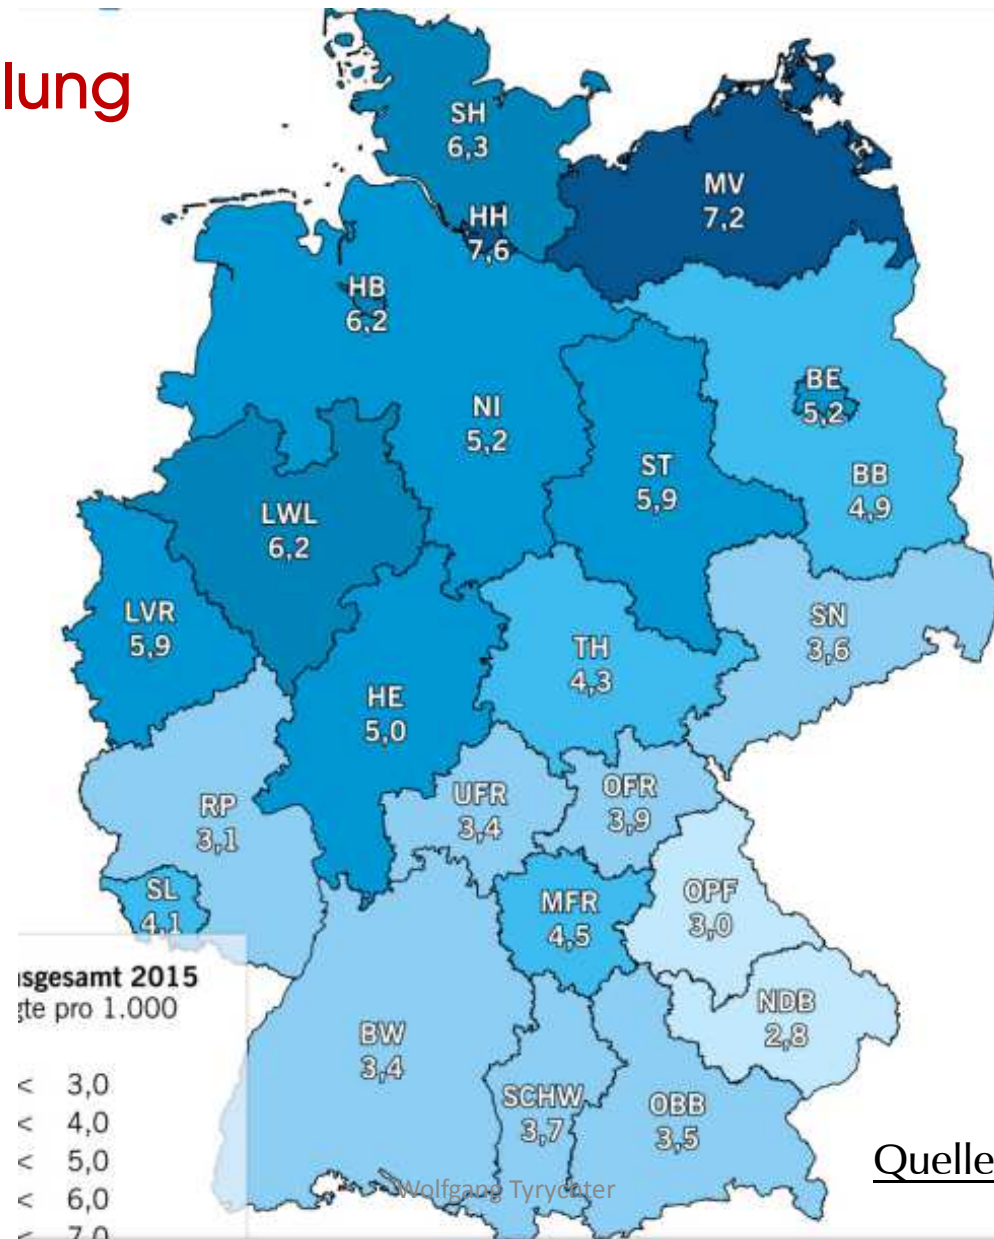 lung
SH
6,3
MV
7,2
HH
7,6
HB
6,2
BE
5,2
NI
5,2
ST
5,9
BB
4,9
LWL
6,2
LVR
5,9
SN
3,6
TH
4,3
HE
5,0
UFR
3,4
OFR
3,9
RP
3,1
SL
4,1
MFR
4,5
OPF
3,0
sgesamt 2015
gte pro 1.000
NDB
2,8
BW
3,4
< 3,0
SCHW
3,7
OBB
3,5
< 4,0
< 5,0
< 6,0
< 7,0
Quelle
Wolfgang Tyrychter